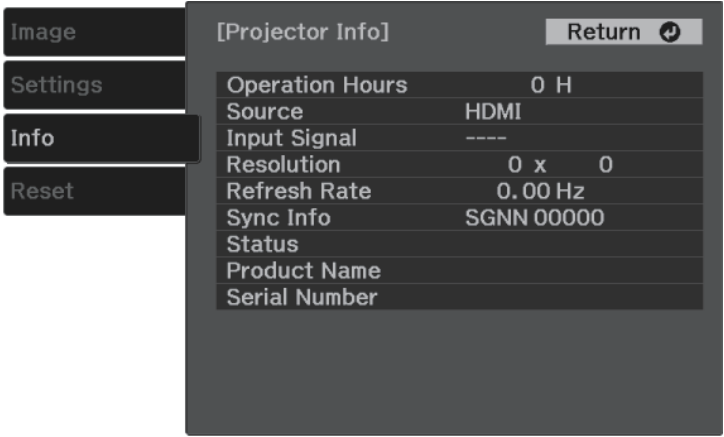 Image
Settings
Info
Reset
[Projector Info]
Return
Operation Hours 0 H
Source HDMI
Input Signal ----
Resolution 0 x 0
Refresh Rate 0.00 Hz
Sync Info SGNN 00000
Status
Product Name
Serial Number